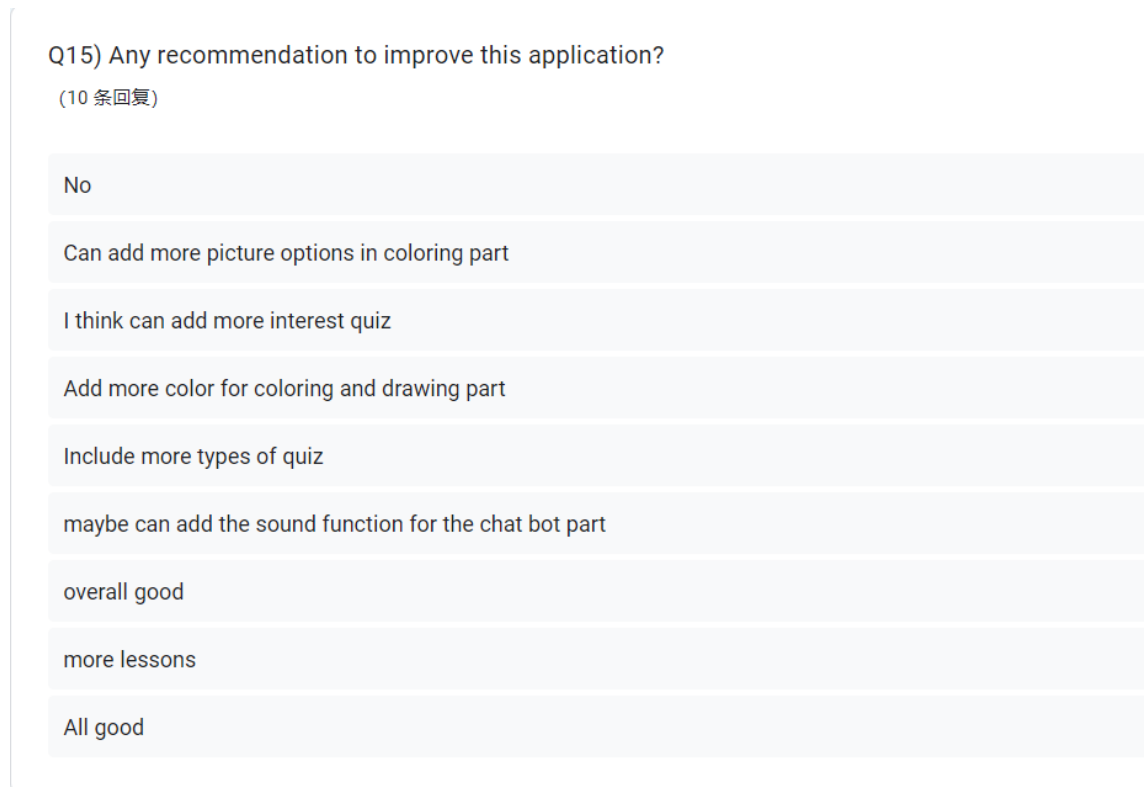 Q15) Any recommendation to improve this application?
(10 条回复)
No
Can add more picture options in coloring part
I think can add more interest quiz
Add more color for coloring and drawing part
Include more types of quiz
maybe can add the sound function for the chat bot part
overall good
more lessons
All good